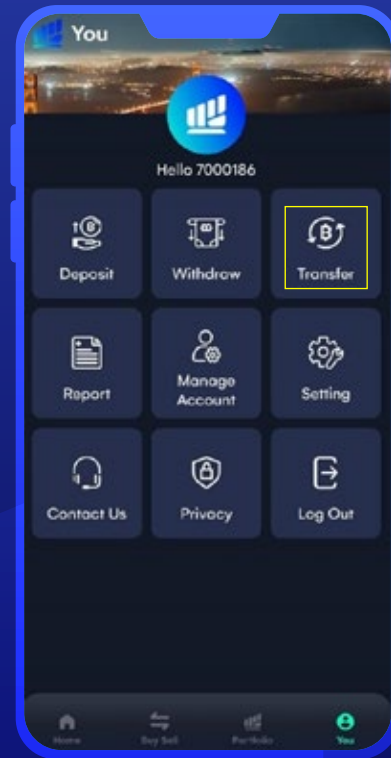 You
Hello 7000186
Deposit
Withdraw
Transfer
Report
Manage
Account
Setting
Contact Us
Privacy
Log Out
Home
Buy Sell
Portfolio
You